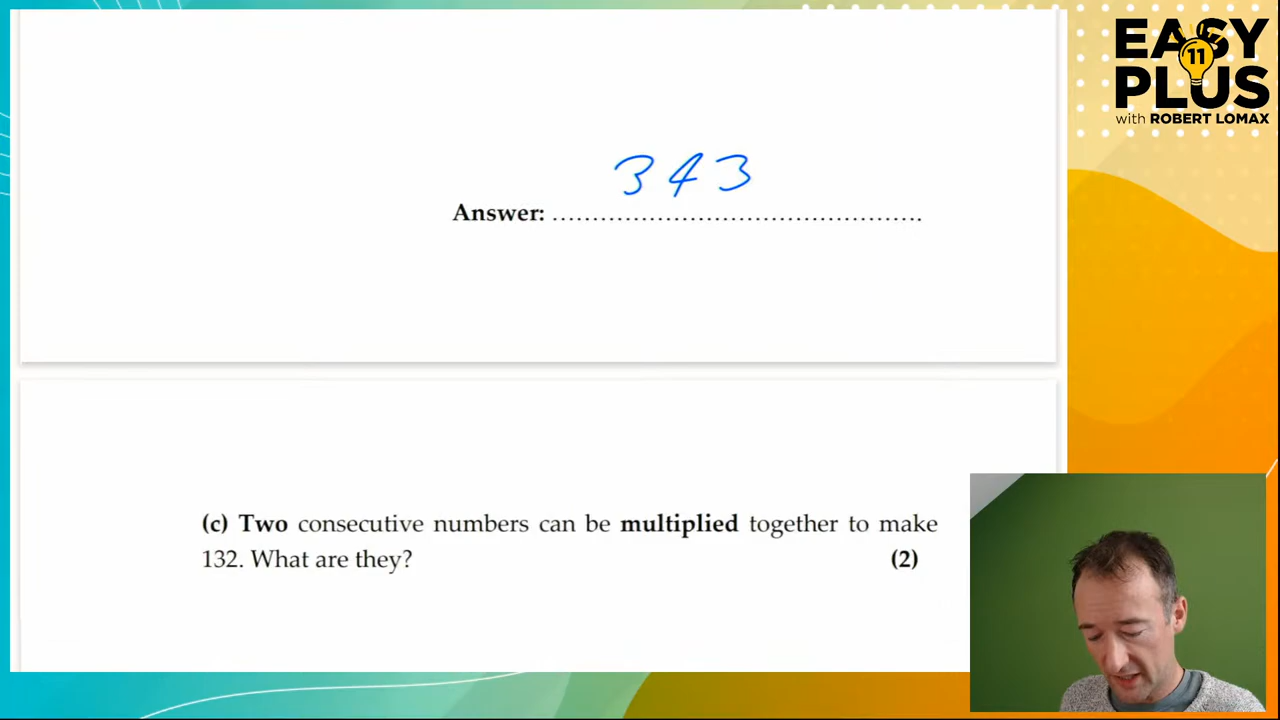 EASY
11
PLUS
with ROBERT LOMAX
343
Answer: ........................................................
(c) Two consecutive numbers can be multiplied together to make
132. What are they? (2)